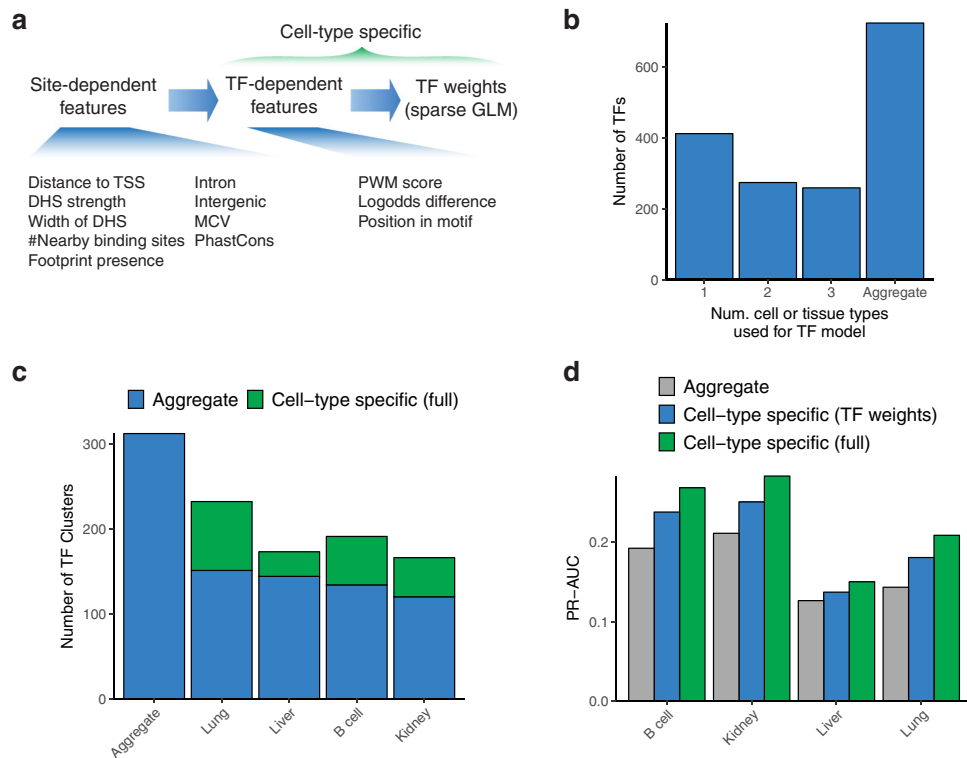 a
Cell-type specific
Site-dependent
features
TF-dependent
features
TF weights
(sparse GLM)
Distance to TSS
DHS strength
Width of DHS
#Nearby binding sites
Footprint presence
Intron
Intergenic
MCV
PhastCons
PWM score
Logodds difference
Position in motif
b
Number of TFs
600
400
200
0
1
2
3
Aggregate
Num. cell or tissue types
used for TF model
c
Aggregate
Cell−type specific (full)
Number of TF Clusters
300
200
100
0
Aggregate
Lung
Liver
B cell
Kidney
d
Aggregate
Cell−type specific (TF weights)
Cell−type specific (full)
PR−AUC
0.2
0.1
0.0
B cell
Kidney
Liver
Lung